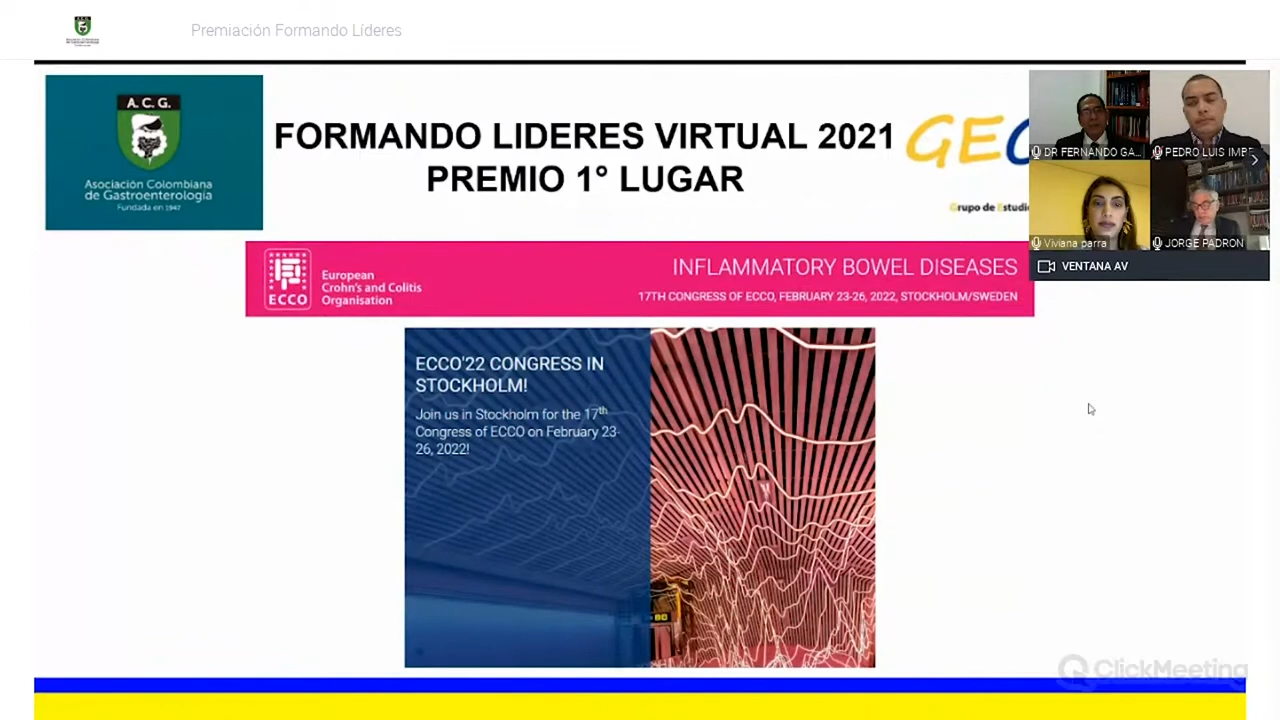 Premiación Formando Líderes
A. C. G.
Asociación Colombiana
de Gastroenterología
Fundada en 1947
FORMANDO LIDERES VIRTUAL 2021
PREMIO 1° LUGAR
GEC
Grupo de
DR FERNANDO GA...
PEDRO LUIS
Viviana parra
JORGE PADRON
VENTANA AV
ECCO
European
Crohn's and Colitis
Organisation
INFLAMMATORY BOWEL DISEASES
17TH CONGRESS OF ECCO, FEBRUARY 23-26, 2022, STOCKHOLM/SWEDEN
ECCO'22 CONGRESS IN
STOCKHOLM!
Join us in Stockholm for the 17th
Congress of ECCO on February 23-
26, 2022!
ClickMeeting